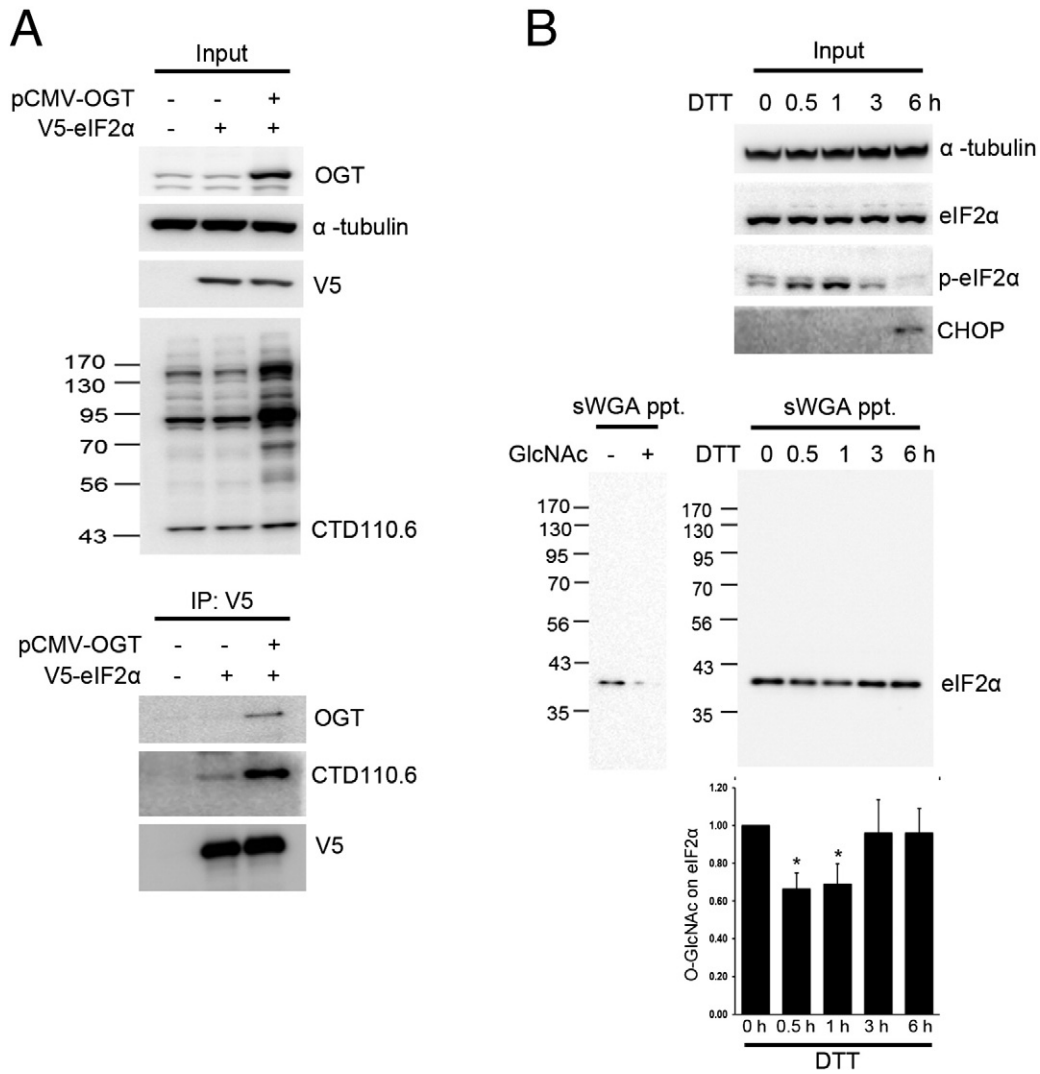 A
Input
pCMV-OGT - - +
V5-eIF2α - + +
OGT
α -tubulin
V5
170
130
95
70
56
43
CTD110.6
IP: V5
pCMV-OGT - - +
V5-eIF2α - + +
OGT
CTD110.6
V5
B
Input
DTT 0 0.5 1 3 6 h
α -tubulin
eIF2α
p-eIF2α
CHOP
sWGA ppt.
GlcNAc - +
170
130
95
70
56
43
35
sWGA ppt.
DTT 0 0.5 1 3 6 h
170
130
95
70
56
43
35
eIF2α
O-GlcNAc on eIF2α
1.20
1.00
0.80
0.60
0.40
0.20
0.00
* *
0 h 0.5 h 1 h 3 h 6 h
DTT